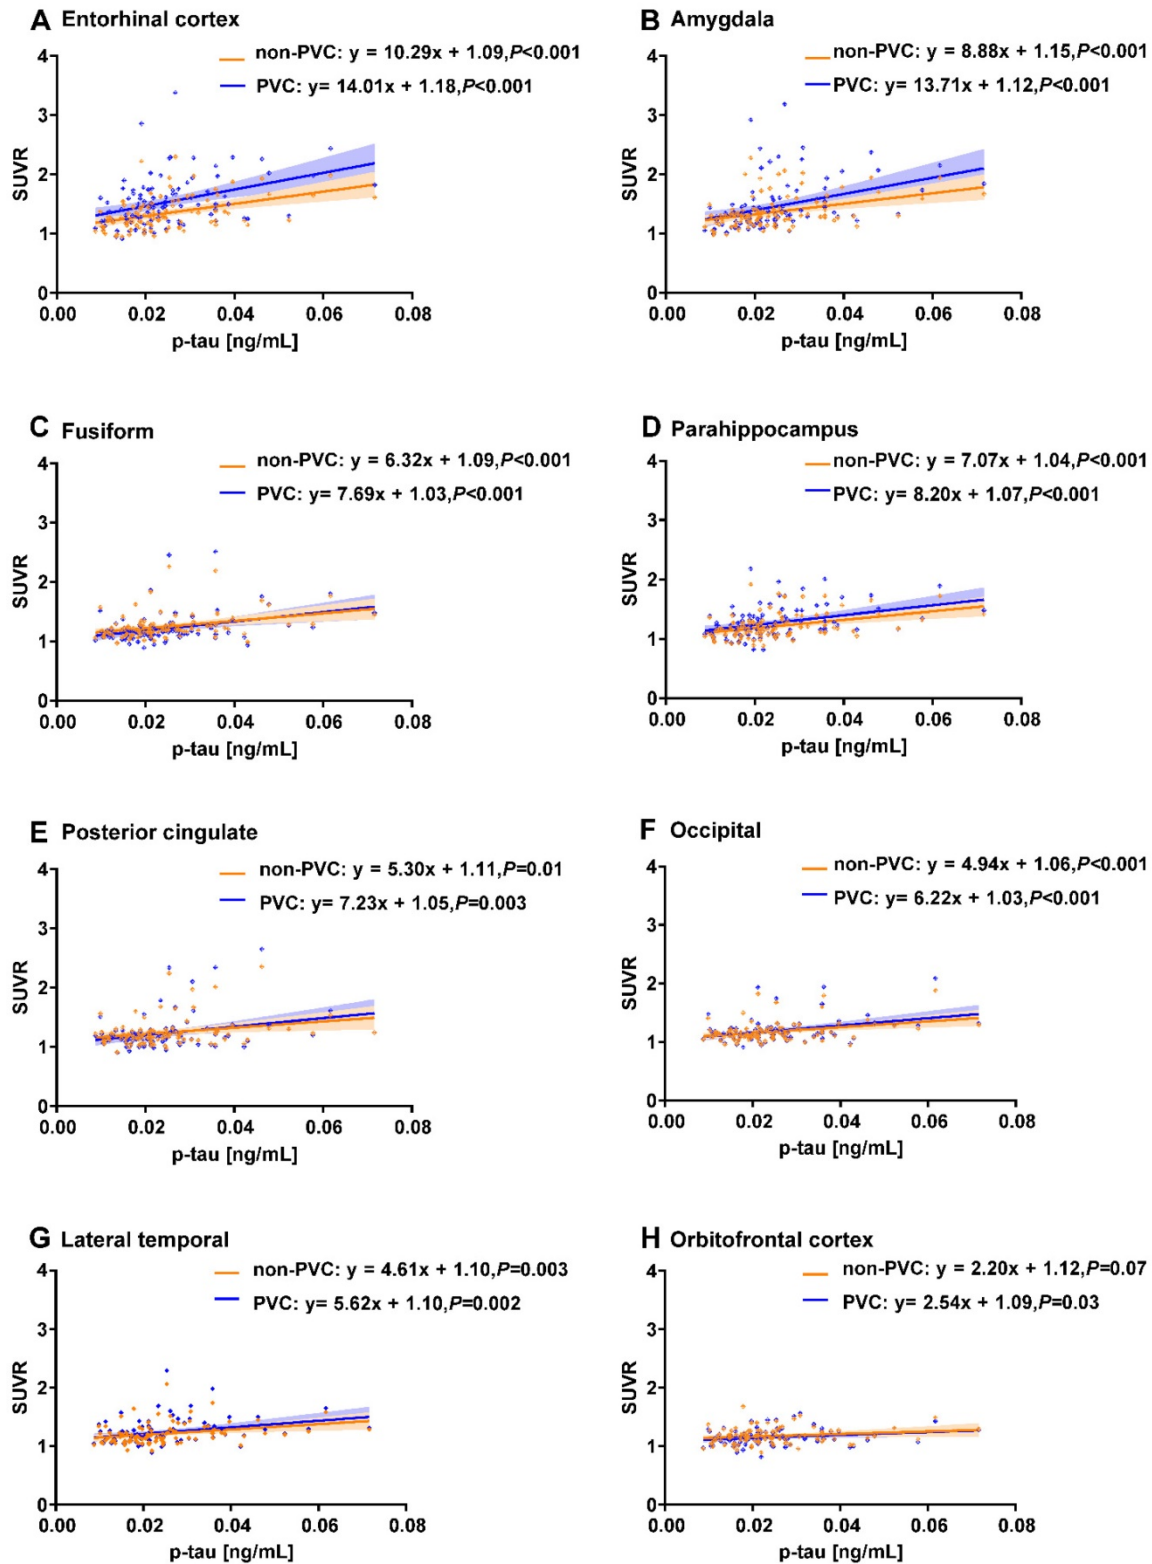 A Entorhinal cortex
non-PVC: y = 10.29x + 1.09,P<0.001
PVC: y= 14.01x + 1.18,P<0.001
4
3
2
1
0
SUVR
0.00 0.02 0.04 0.06 0.08
p-tau [ng/mL]
B Amygdala
non-PVC: y = 8.88x + 1.15,P<0.001
PVC: y= 13.71x + 1.12,P<0.001
4
3
2
1
0
SUVR
0.00 0.02 0.04 0.06 0.08
p-tau [ng/mL]
C Fusiform
non-PVC: y = 6.32x + 1.09,P<0.001
PVC: y= 7.69x + 1.03,P<0.001
4
3
2
1
0
SUVR
0.00 0.02 0.04 0.06 0.08
p-tau [ng/mL]
D Parahippocampus
non-PVC: y = 7.07x + 1.04,P<0.001
PVC: y= 8.20x + 1.07,P<0.001
4
3
2
1
0
SUVR
0.00 0.02 0.04 0.06 0.08
p-tau [ng/mL]
E Posterior cingulate
non-PVC: y = 5.30x + 1.11,P=0.01
PVC: y= 7.23x + 1.05,P=0.003
4
3
2
1
0
SUVR
0.00 0.02 0.04 0.06 0.08
p-tau [ng/mL]
F Occipital
non-PVC: y = 4.94x + 1.06,P<0.001
PVC: y= 6.22x + 1.03,P<0.001
4
3
2
1
0
SUVR
0.00 0.02 0.04 0.06 0.08
p-tau [ng/mL]
G Lateral temporal
non-PVC: y = 4.61x + 1.10,P=0.003
PVC: y= 5.62x + 1.10,P=0.002
4
3
2
1
0
SUVR
0.00 0.02 0.04 0.06 0.08
p-tau [ng/mL]
H Orbitofrontal cortex
non-PVC: y = 2.20x + 1.12,P=0.07
PVC: y= 2.54x + 1.09,P=0.03
4
3
2
1
0
SUVR
0.00 0.02 0.04 0.06 0.08
p-tau [ng/mL]